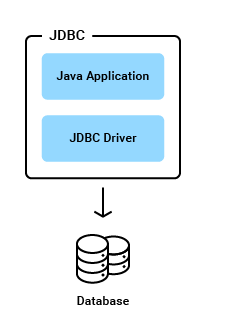 JDBC
Java Application
JDBC Driver
Database